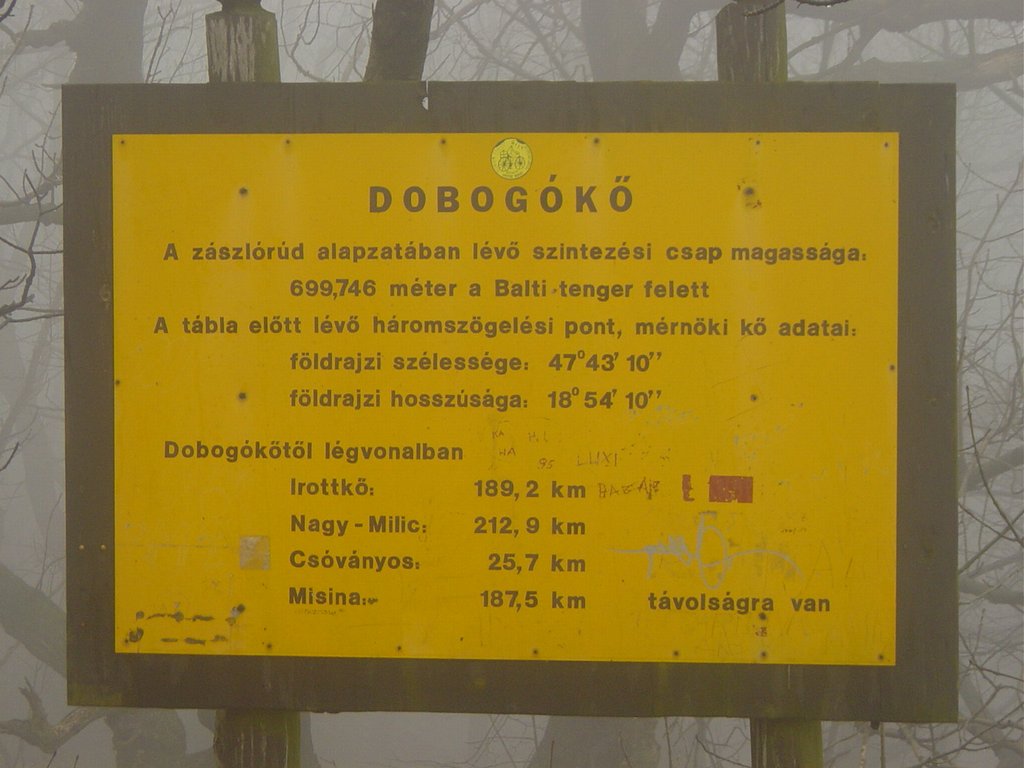 DOBOGÓKŐ
A zászlórúd alapzatában lévő szintezési csap magassága:
699,746 méter a Balti-tenger felett
A tábla előtt lévő háromszögelési pont, mérnöki kő adatai:
földrajzi szélessége: 47° 43' 10''
földrajzi hosszúsága: 18° 54' 10''
Dobogókőtől légvonalban
95 LUXI
Irottkő: 189,2 km
Nagy-Milic: 212,9 km
Csóványos: 25,7 km
Misina: 187,5 km távolságra van